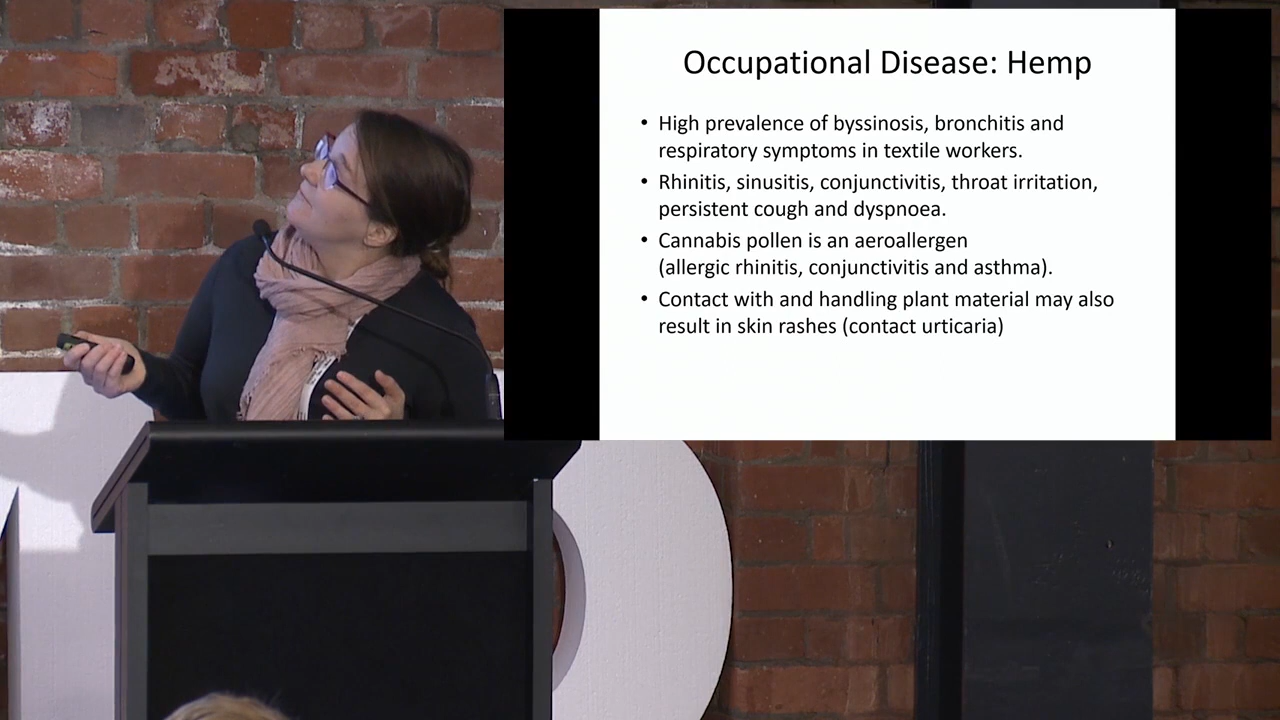 Occupational Disease: Hemp
• High prevalence of byssinosis, bronchitis and
respiratory symptoms in textile workers.
• Rhinitis, sinusitis, conjunctivitis, throat irritation,
persistent cough and dyspnoea.
• Cannabis pollen is an aeroallergen
(allergic rhinitis, conjunctivitis and asthma).
• Contact with and handling plant material may also
result in skin rashes (contact urticaria)